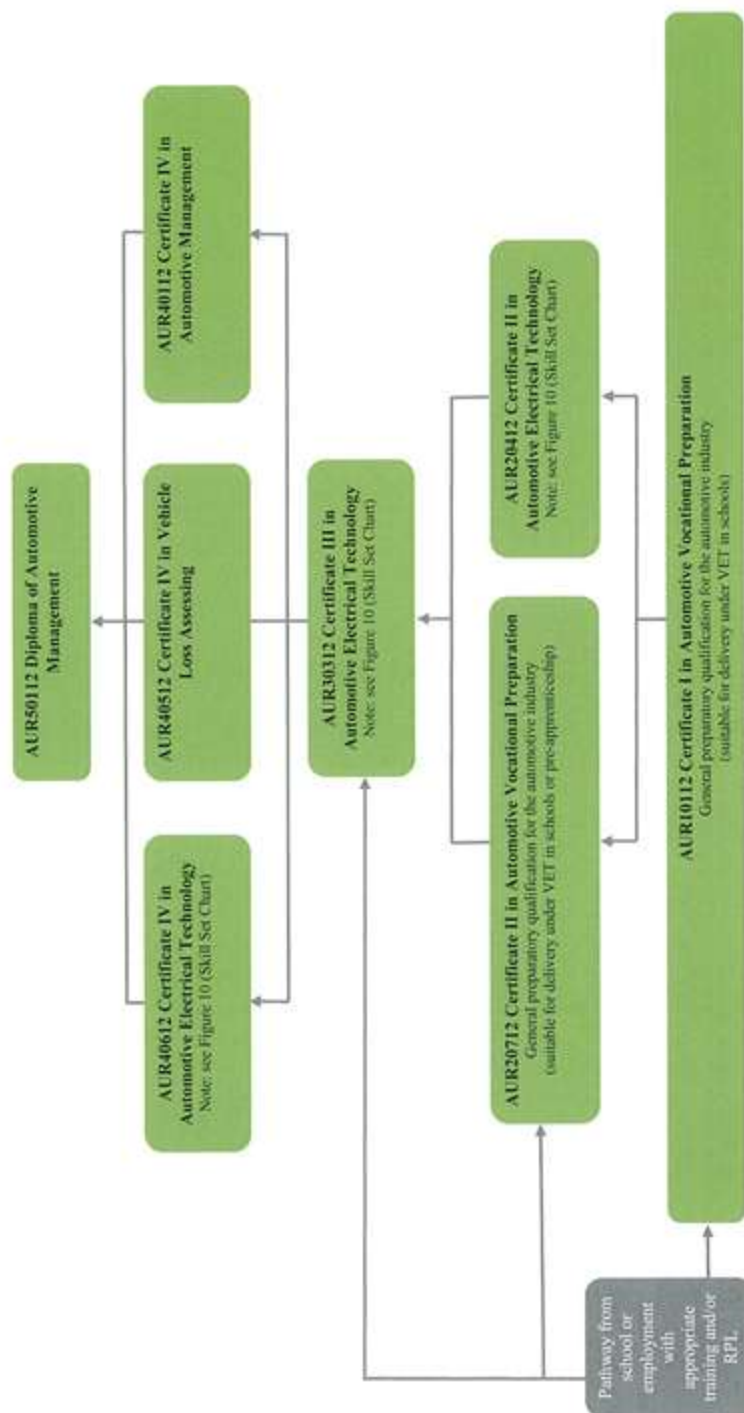 AUR50112 Diploma of Automotive
Management
AUR40612 Certificate IV in
Automotive Electrical Technology
Note: see Figure 10 (Skill Set Chart)
AUR40512 Certificate IV in Vehicle
Loss Assessing
AUR40112 Certificate IV in
Automotive Management
AUR30312 Certificate III in
Automotive Electrical Technology
Note: see Figure 10 (Skill Set Chart)
AUR20712 Certificate II in Automotive Vocational Preparation
General preparatory qualification for the automotive industry
(suitable for delivery under VET in schools or pre-apprenticeship)
AUR20412 Certificate II in
Automotive Electrical Technology
Note: see Figure 10 (Skill Set Chart)
Pathway from
school or
employment
with
appropriate
training and/or
RPL
AUR10112 Certificate I in Automotive Vocational Preparation
General preparatory qualification for the automotive industry
(suitable for delivery under VET in schools)